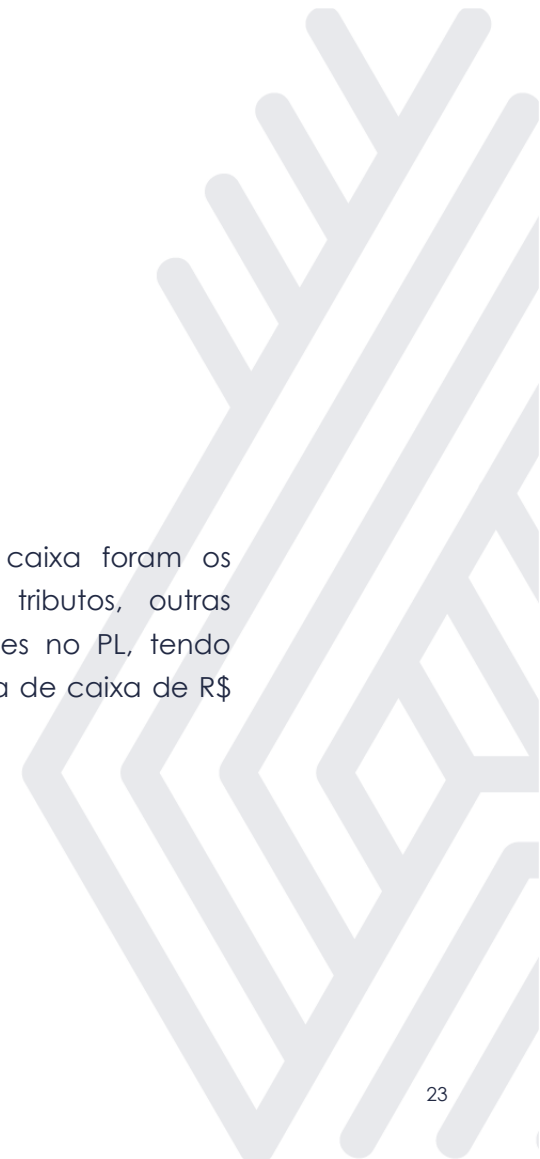 caixa foram os
tributos, outras
es no PL, tendo
de caixa de R$
23